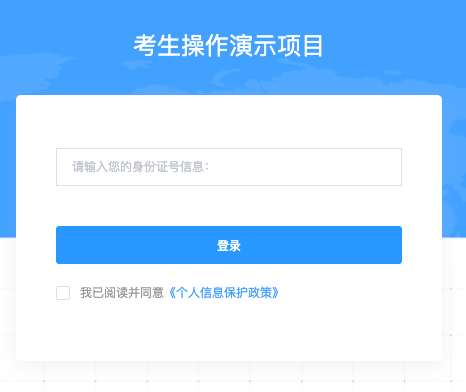 考生操作演示项目
请输入您的身份证号信息:
登录
我已阅读并同意《个人信息保护政策》